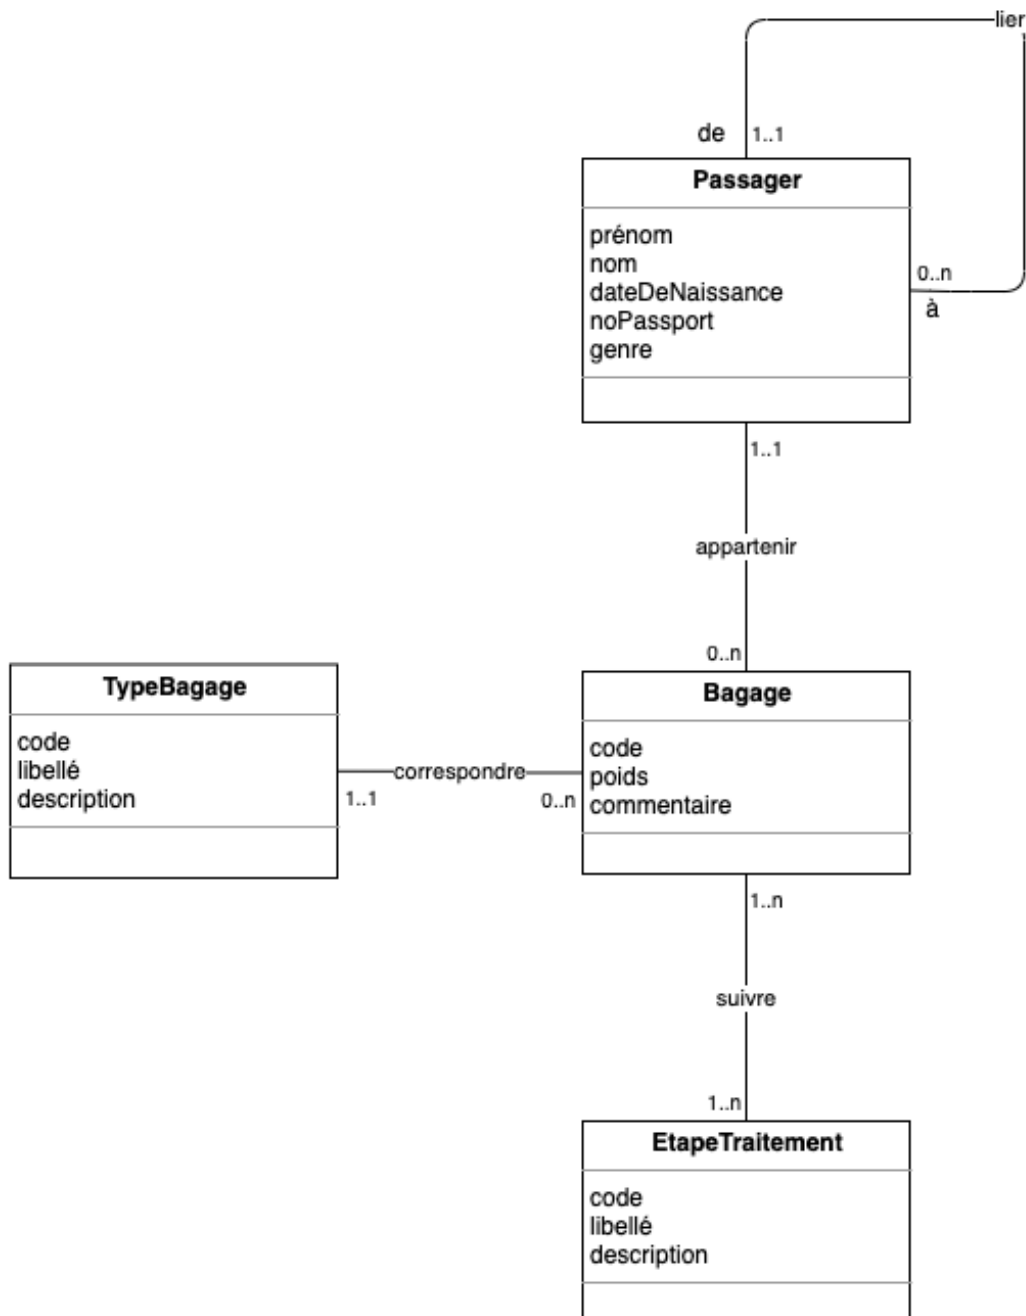 lier
de
1..1
Passager
prénom
nom
dateDeNaissance
noPassport
genre
0..n
à
1..1
appartenir
0..n
TypeBagage
code
libellé
description
1..1
correspondre
0..n
Bagage
code
poids
commentaire
1..n
suivre
1..n
EtapeTraitement
code
libellé
description